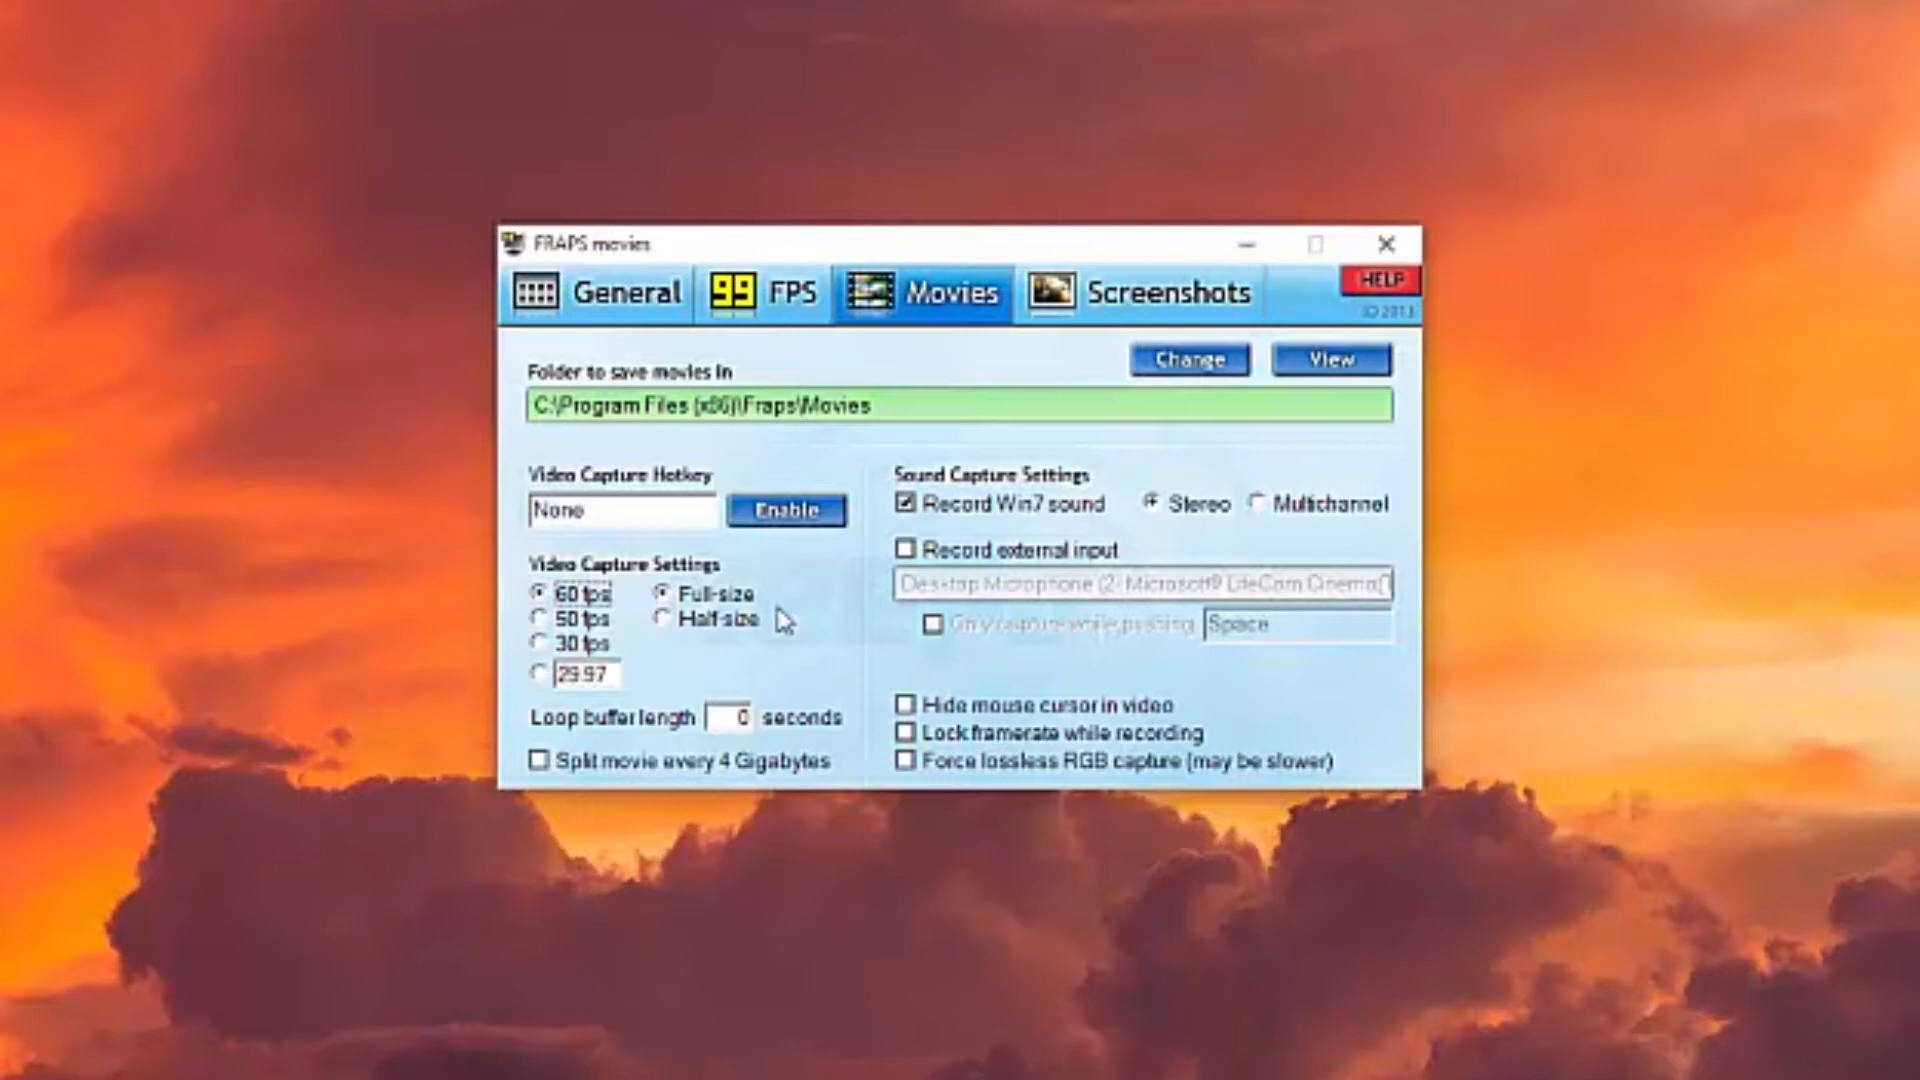 FRAPS movies
General
99 FPS
Movies
Screenshots
HELP
Change
View
Folder to save movies in
C:\Program Files (x86)\Fraps\Movies
Video Capture Hotkey
None
Enable
Video Capture Settings
60 fps
Full-size
50 fps
Half-size
30 fps
29.97
Loop buffer length 0 seconds
Split movie every 4 Gigabytes
Sound Capture Settings
Record Win7 sound
Stereo
Multichannel
Record external input
Desktop Microphone (2- Microsoft® LifeCam Cinema(
Only capture while pushing
Space
Hide mouse cursor in video
Lock framerate while recording
Force lossless RGB capture (may be slower)